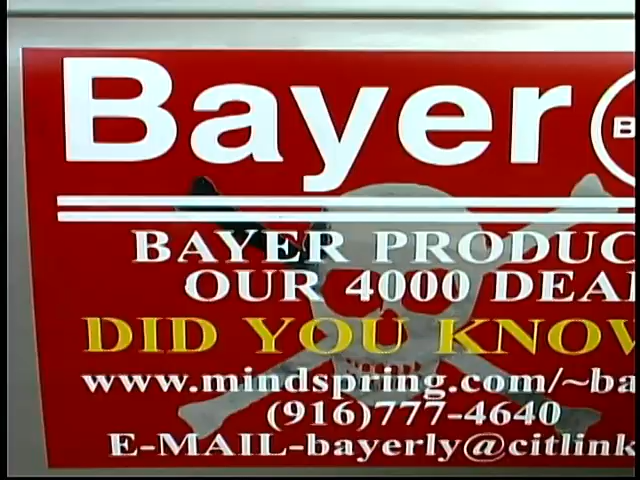 Bayer B
BAYER PRODUC
OUR 4000 DEA
DID YOU KNOW
www.mindspring.com/~ba
(916)777-4640
E-MAIL-bayerly@citlink